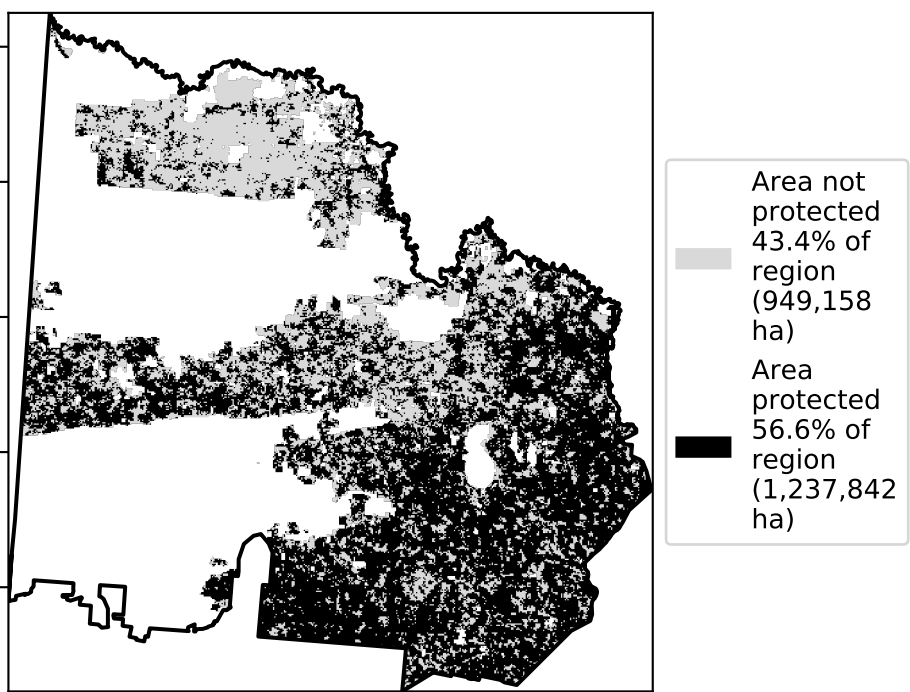 Area not
protected
43.4% of
region
(949,158
ha)
Area
protected
56.6% of
region
(1,237,842
ha)